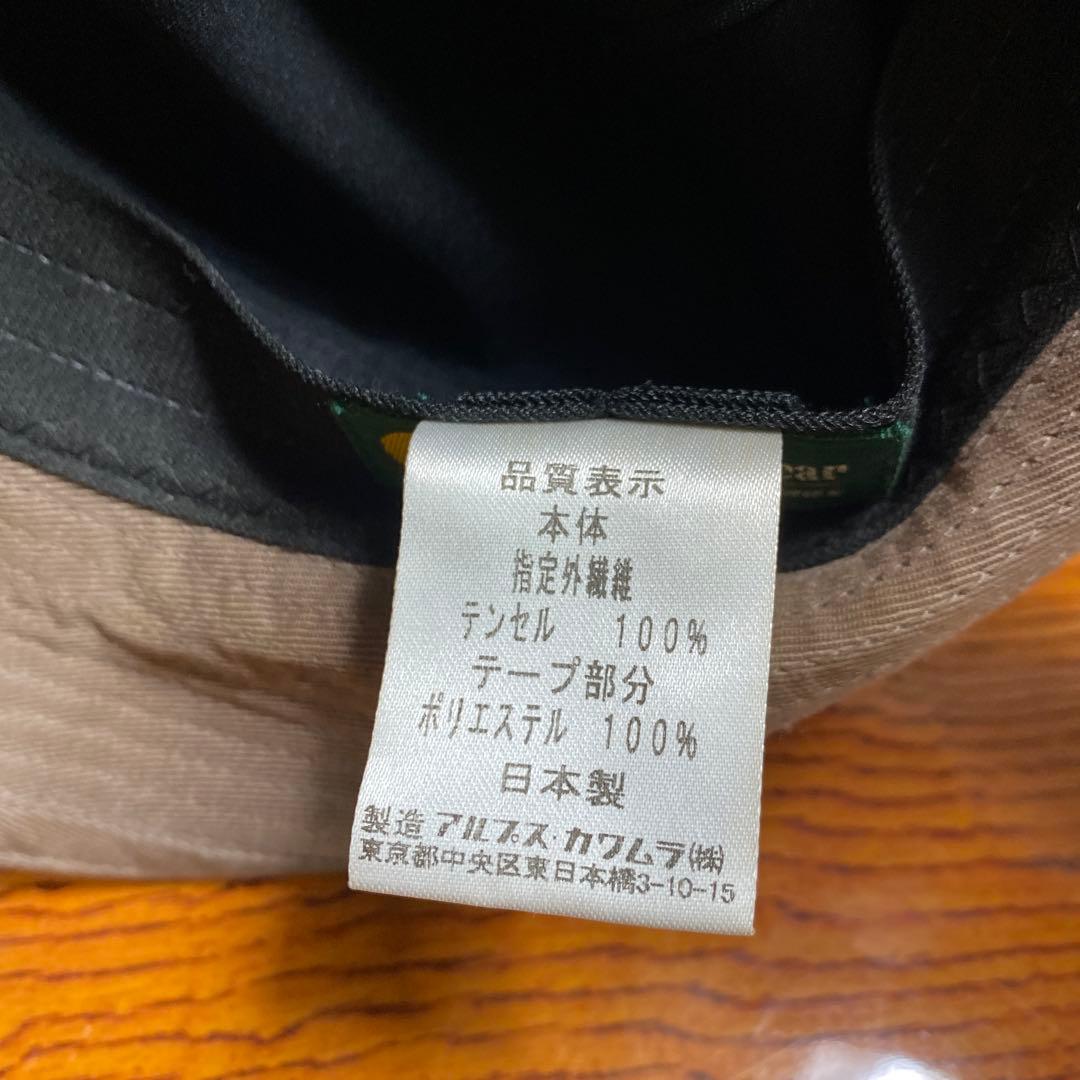 品質表示
本体
指定外繊維
テンセル 100%
テープ部分
ポリエステル 100%
日本製
製造 アルプス・カワムラ(株)
東京都中央区東日本橋3-10-15